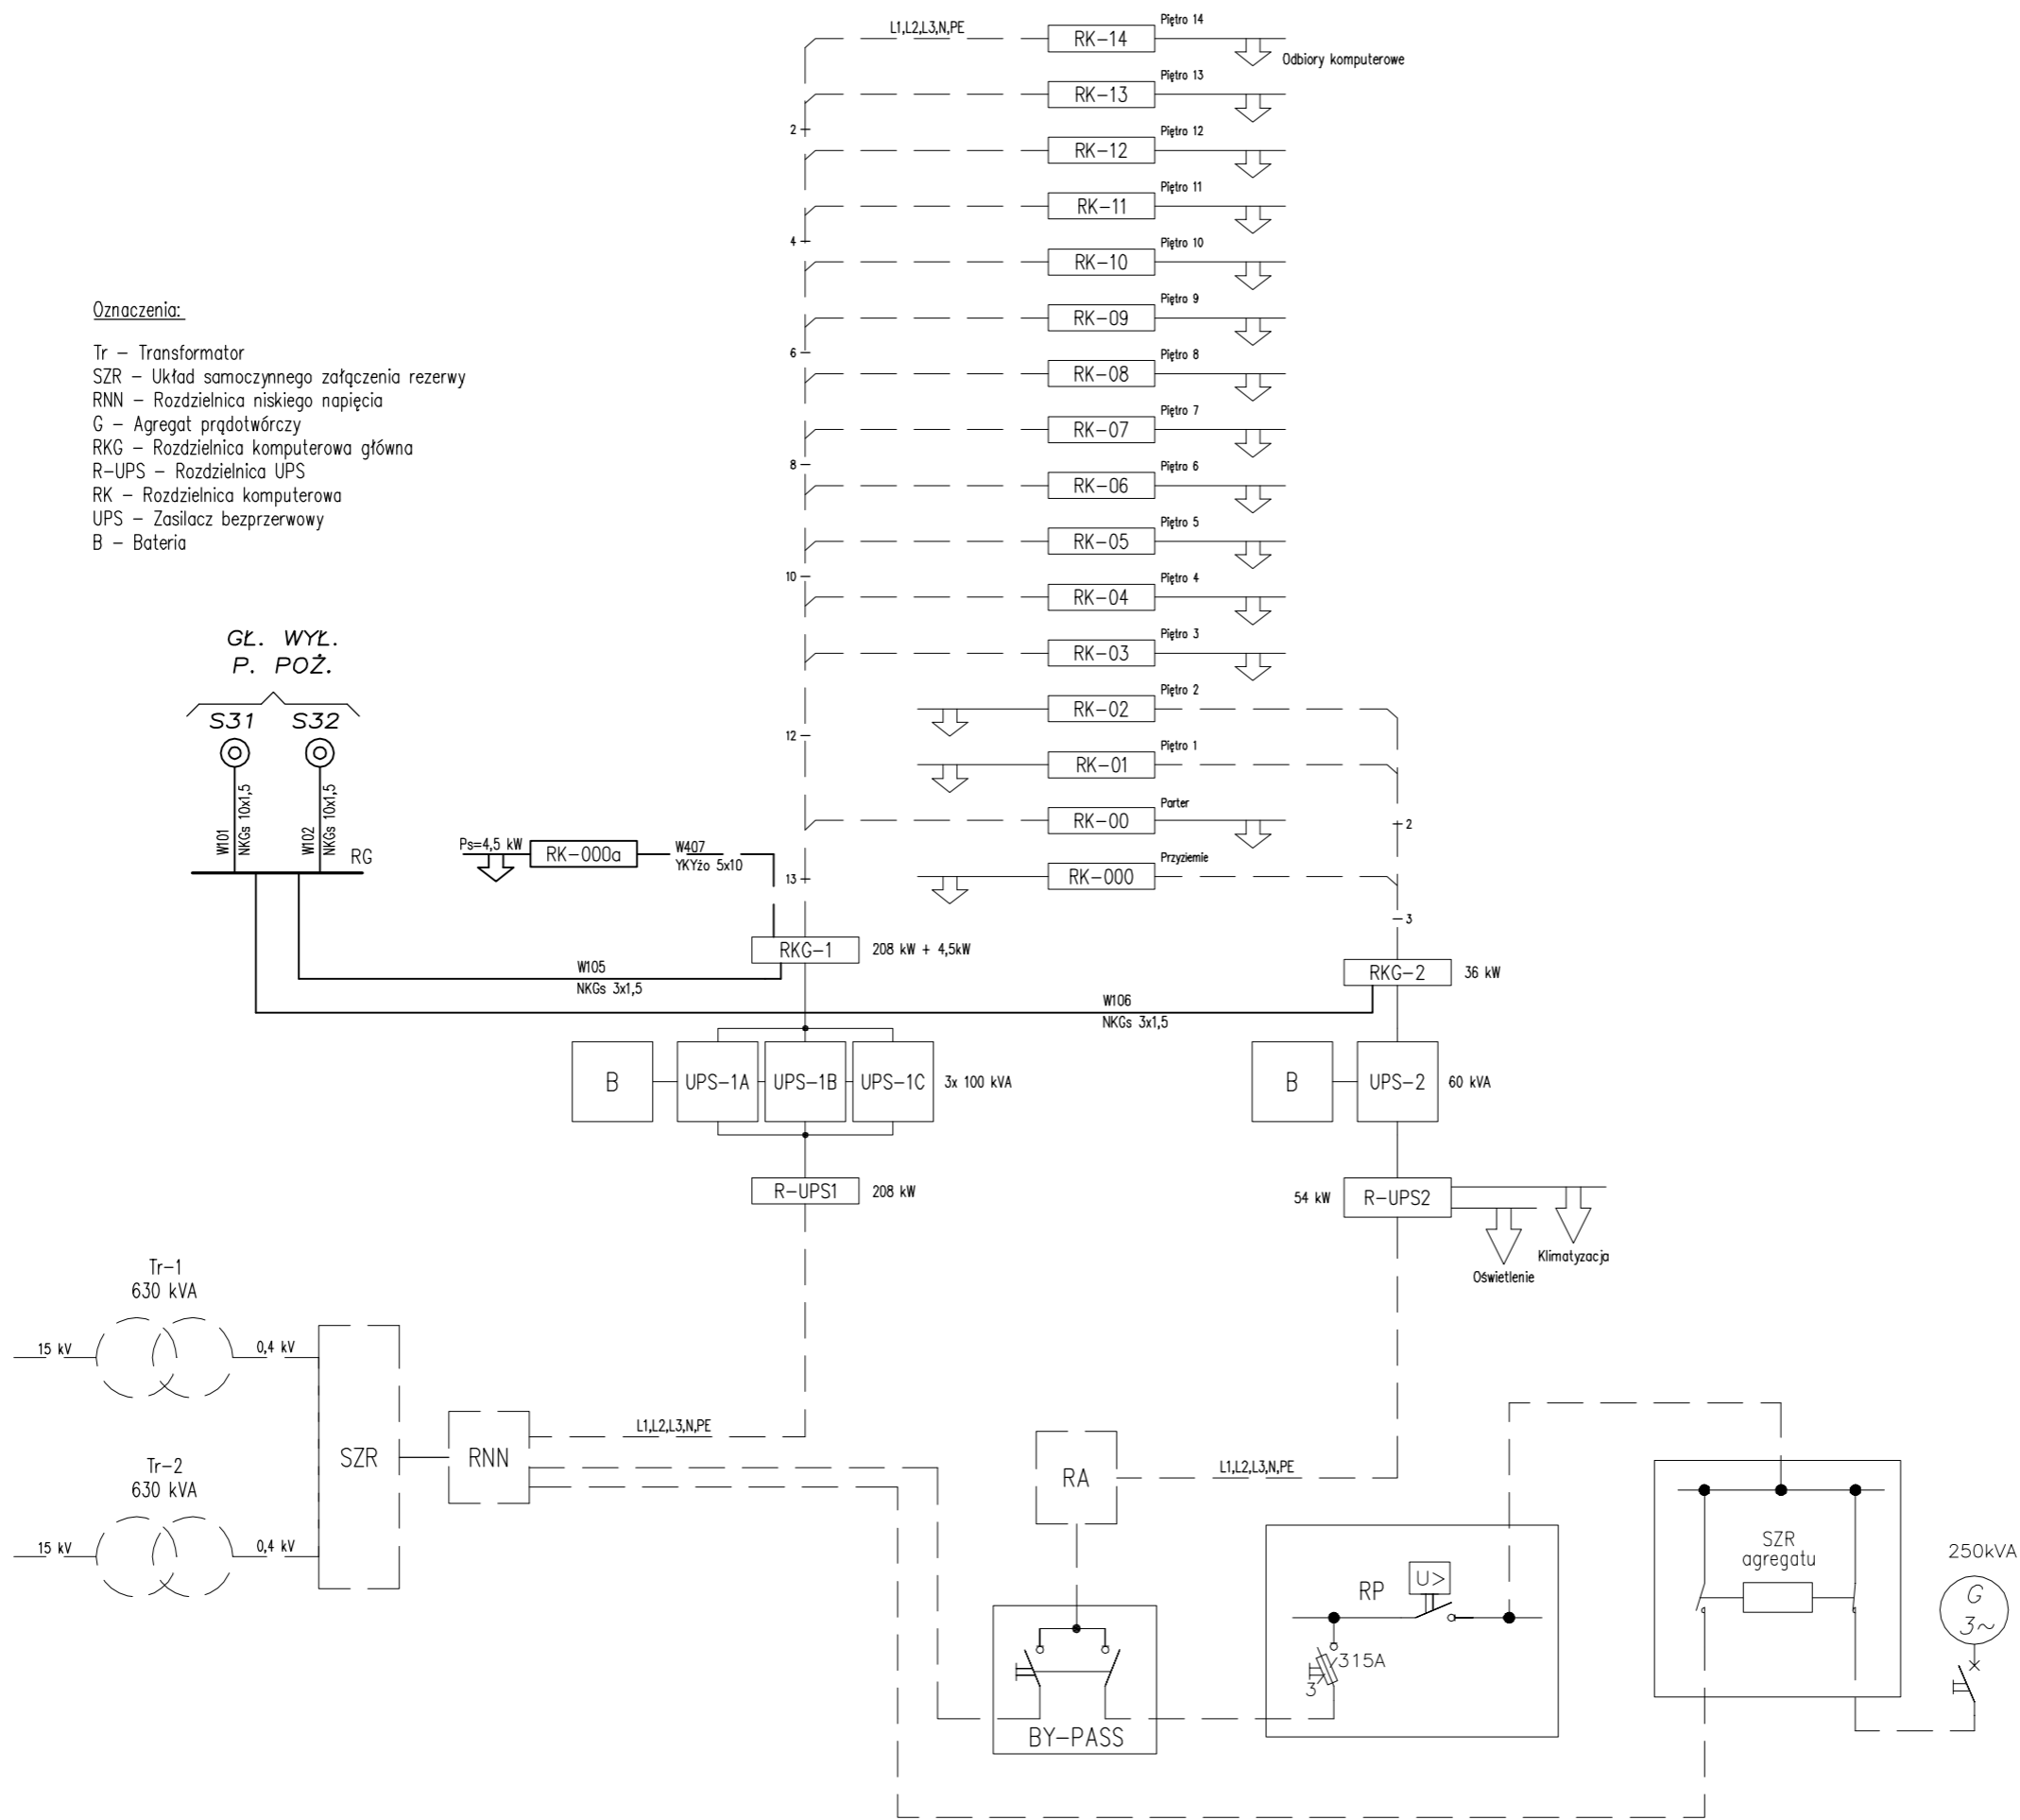 L1,L2,L3,N,PE
RK-14
Piętro 14
Odbiory komputerowe
RK-13
Piętro 13
2
RK-12
Piętro 12
RK-11
Piętro 11
4
RK-10
Piętro 10
RK-09
Piętro 9
6
RK-08
Piętro 8
RK-07
Piętro 7
8
RK-06
Piętro 6
RK-05
Piętro 5
10
RK-04
Piętro 4
RK-03
Piętro 3
RK-02
Piętro 2
12
RK-01
Piętro 1
RK-00
Parter
2
RK-000
Przyziemie
13
3
Oznaczenia:
Tr - Transformator
SZR - Układ samoczynnego załączenia rezerwy
RNN - Rozdzielnica niskiego napięcia
G - Agregat prądotwórczy
RKG - Rozdzielnica komputerowa główna
R-UPS - Rozdzielnica UPS
RK - Rozdzielnica komputerowa
UPS - Zasilacz bezprzerwowy
B - Bateria
GŁ. WYŁ.
P. POŻ.
S31
S32
W101
NKGs 10x1,5
W102
NKGs 10x1,5
RG
Ps=4,5 kW
RK-000a
W407
YKYżo 5x10
RKG-1
208 kW + 4,5kW
W105
NKGs 3x1,5
RKG-2
36 kW
W106
NKGs 3x1,5
B
UPS-1A
UPS-1B
UPS-1C
3x 100 kVA
B
UPS-2
60 kVA
R-UPS1
208 kW
54 kW
R-UPS2
Klimatyzacja
Oświetlenie
Tr-1
630 kVA
15 kV
0,4 kV
Tr-2
630 kVA
15 kV
0,4 kV
SZR
RNN
L1,L2,L3,N,PE
RA
L1,L2,L3,N,PE
BY-PASS
RP
U>
315A
3
SZR
agregatu
250kVA
G
3~